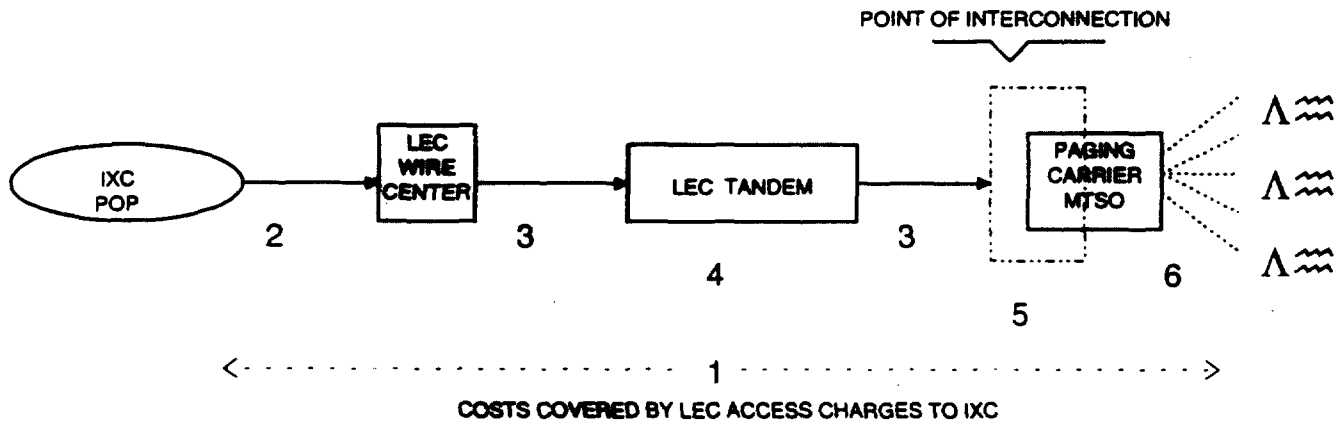 POINT OF INTERCONNECTION
IXC
POP
LEC
WIRE
CENTER
LEC TANDEM
PAGING
CARRIER
MTSO
2
3
4
3
5
6
1
COSTS COVERED BY LEC ACCESS CHARGES TO IXC